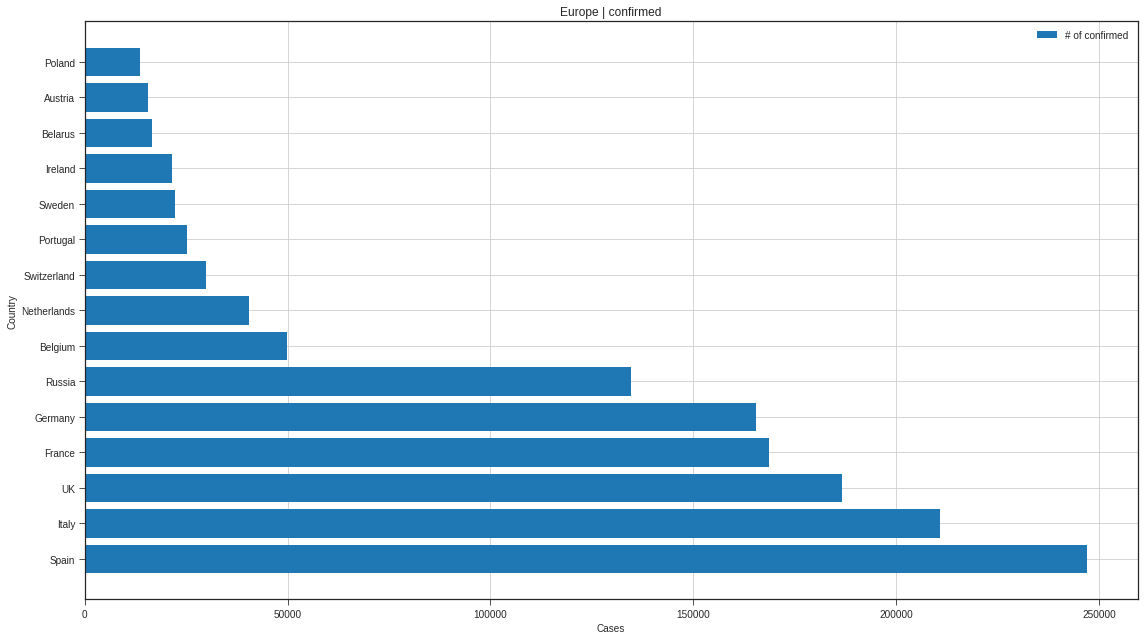 Europe | confirmed
# of confirmed
Poland
Austria
Belarus
Ireland
Sweden
Portugal
Switzerland
Netherlands
Belgium
Russia
Germany
France
UK
Italy
Spain
Country
0 50000 100000 150000 200000 250000
Cases